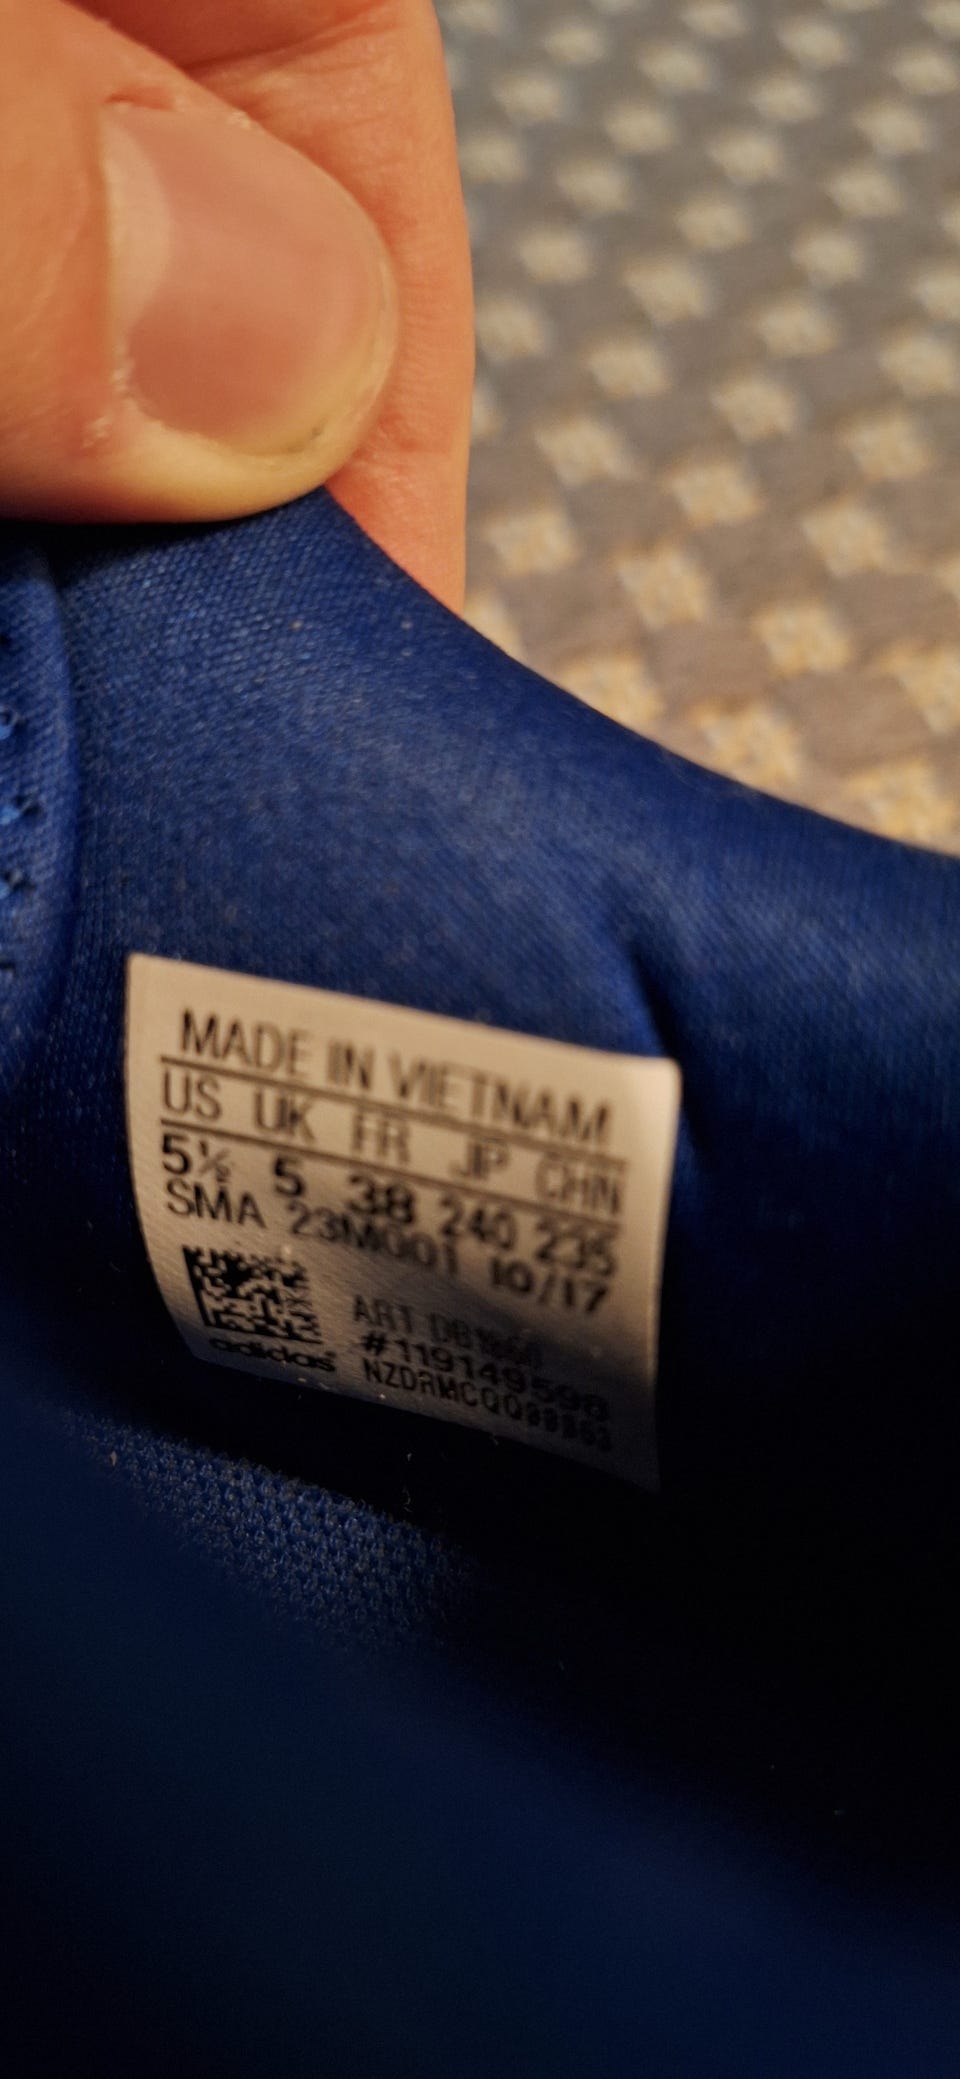 MADE IN VIETNAM
US UK FR JP CHN
5½ 5 38 240 235
SMA 23M001 10/17
ART
#119149598
adidas